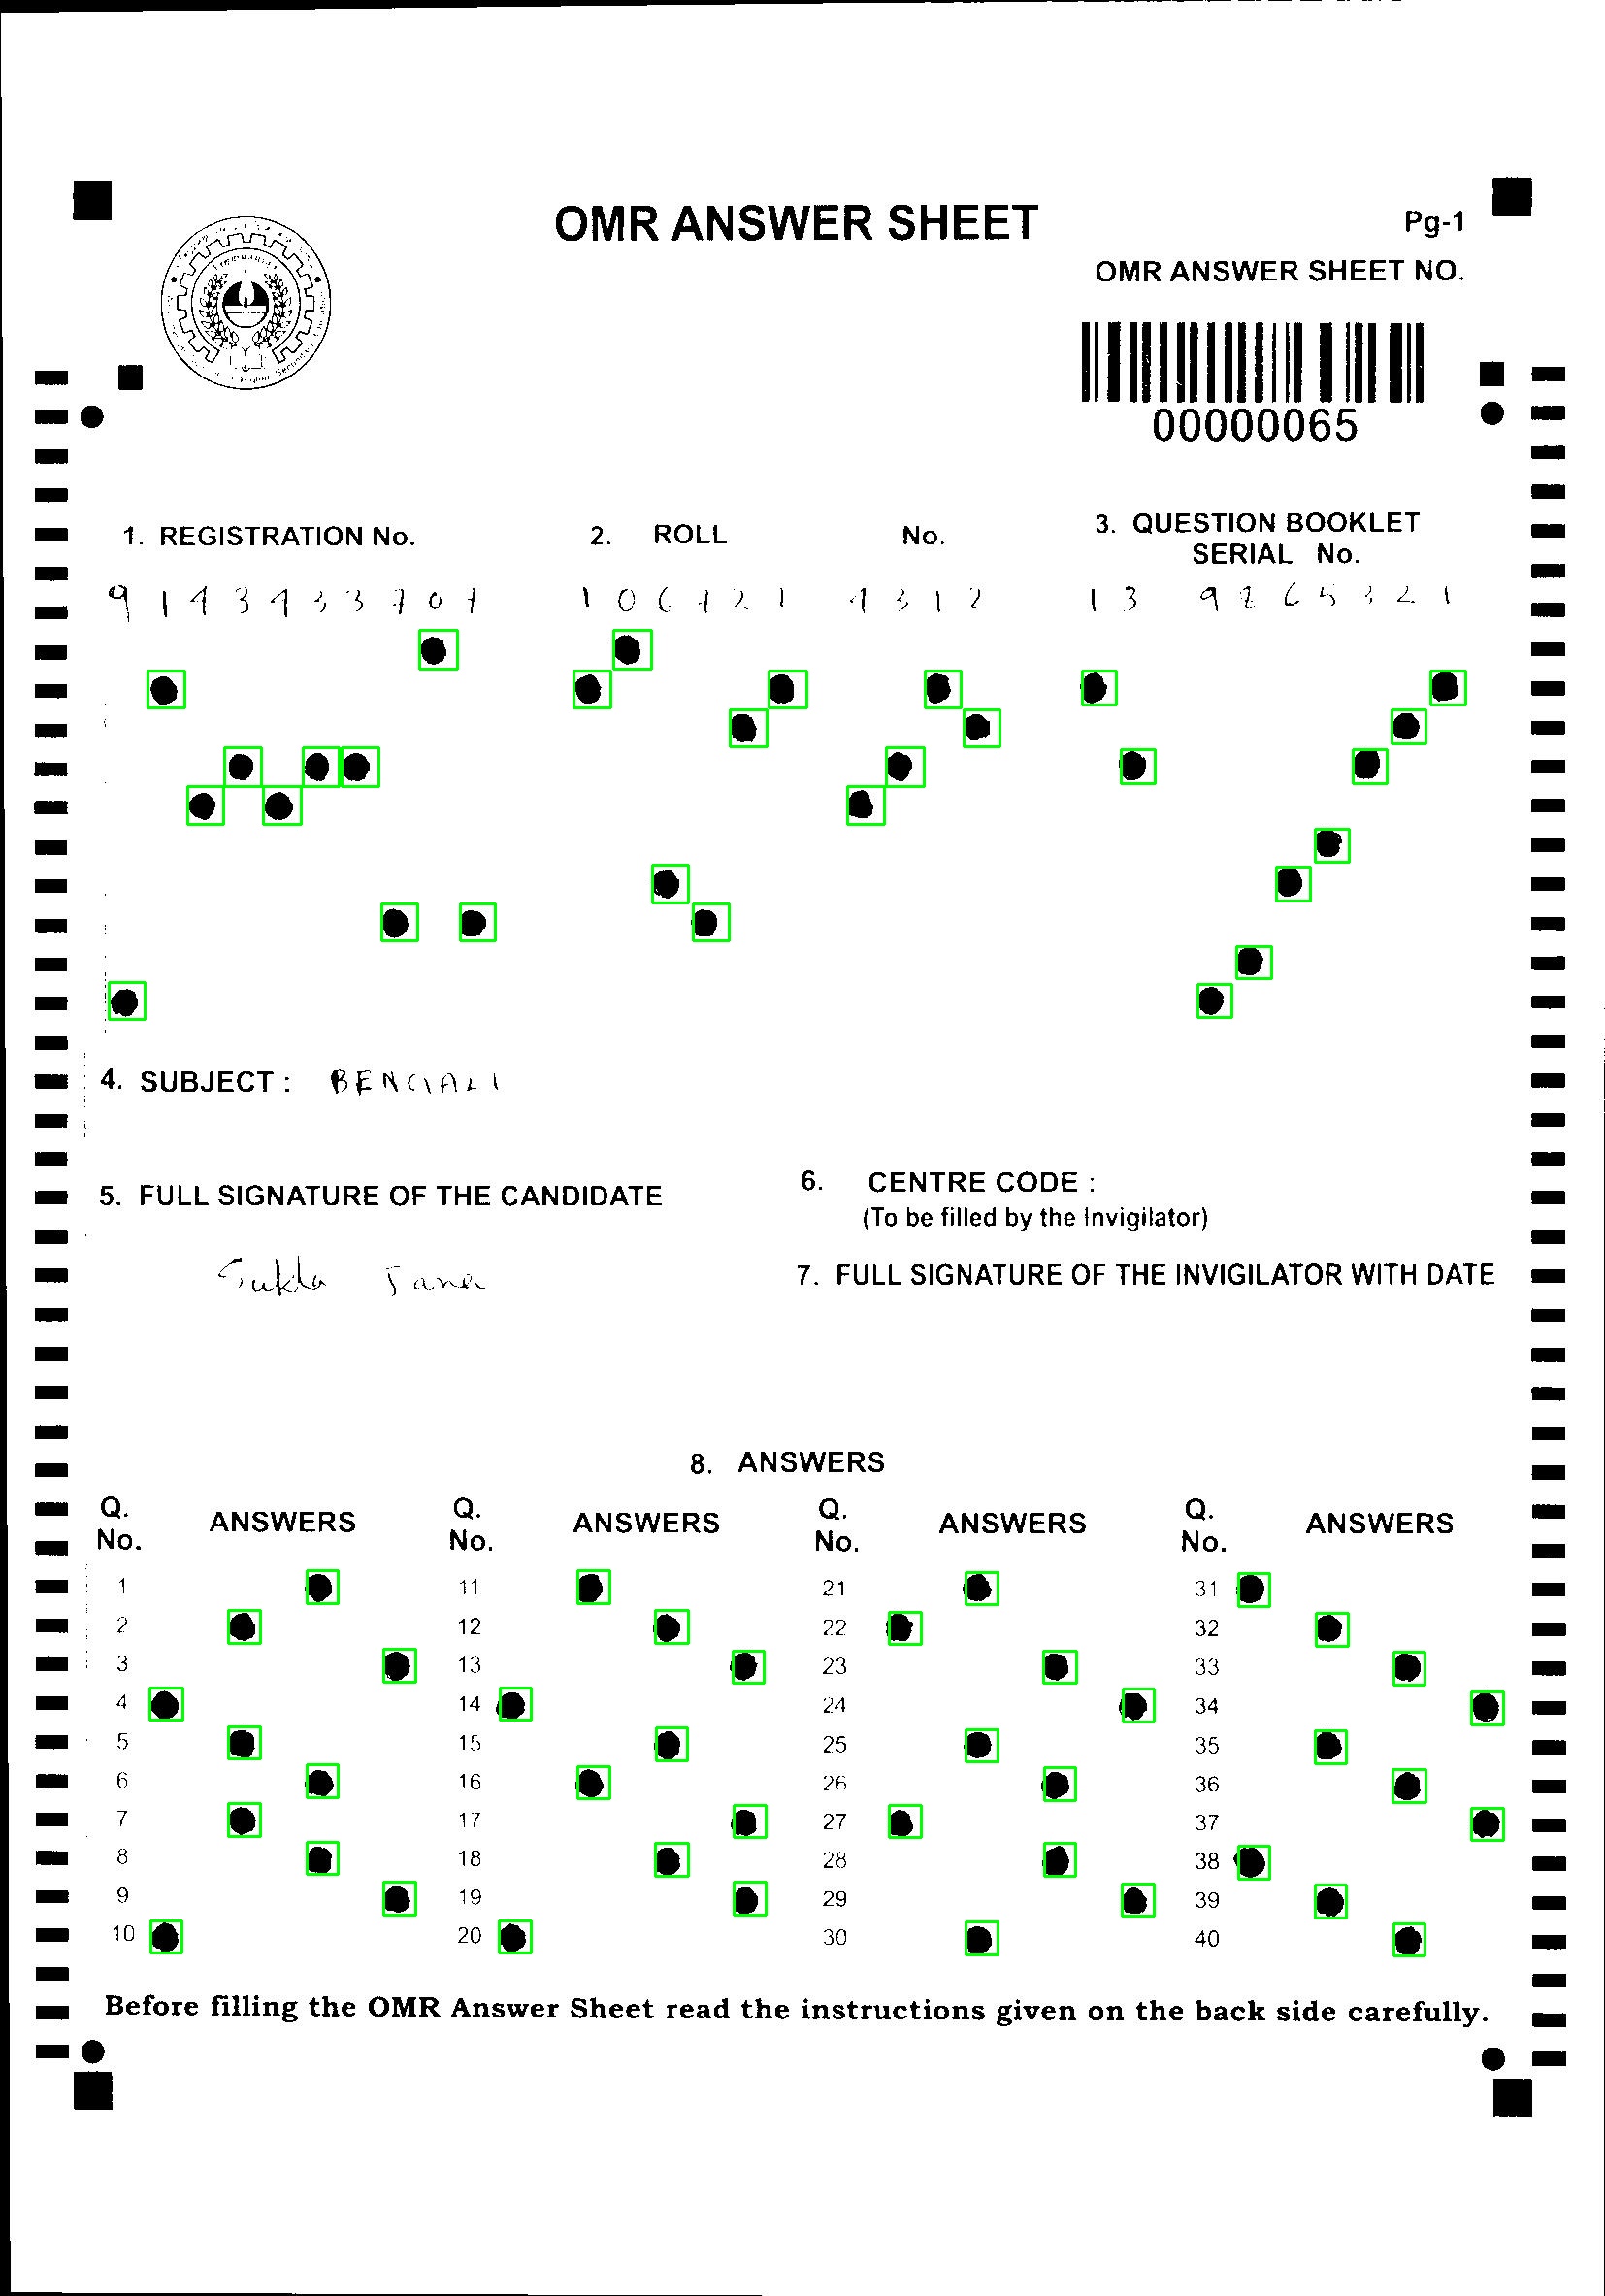 OMR ANSWER SHEET
Pg-1
OMR ANSWER SHEET NO.
00000065
1. REGISTRATION No.
2. ROLL No.
3. QUESTION BOOKLET
SERIAL No.
9 1 4 3 4 3 3 7 0 7
1 0 6 7 2 1 4 3 1 2
1 3 9 8 6 5 3 2 1
4. SUBJECT : BENGALI
5. FULL SIGNATURE OF THE CANDIDATE
6. CENTRE CODE :
(To be filled by the Invigilator)
Sukla Jana
7. FULL SIGNATURE OF THE INVIGILATOR WITH DATE
8. ANSWERS
Q. No. ANSWERS Q. No. ANSWERS Q. No. ANSWERS Q. No. ANSWERS
1 11 21 31
2 12 22 32
3 13 23 33
4 14 24 34
5 15 25 35
6 16 26 36
7 17 27 37
8 18 28 38
9 19 29 39
10 20 30 40
Before filling the OMR Answer Sheet read the instructions given on the back side carefully.